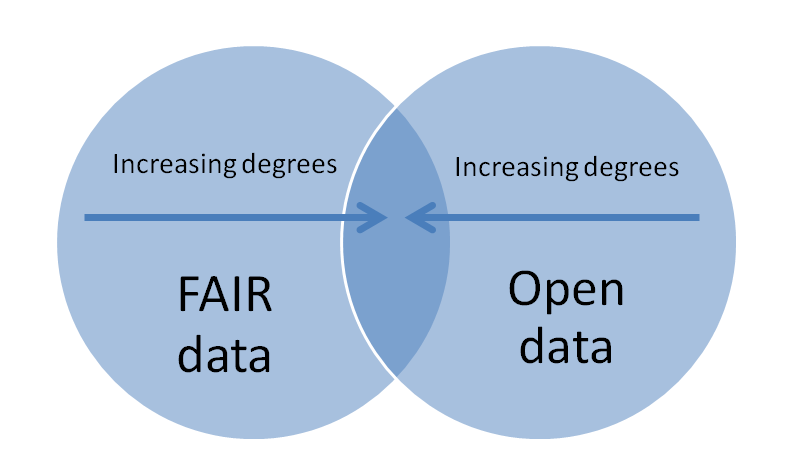 Increasing degrees
FAIR
data
Increasing degrees
Open
data